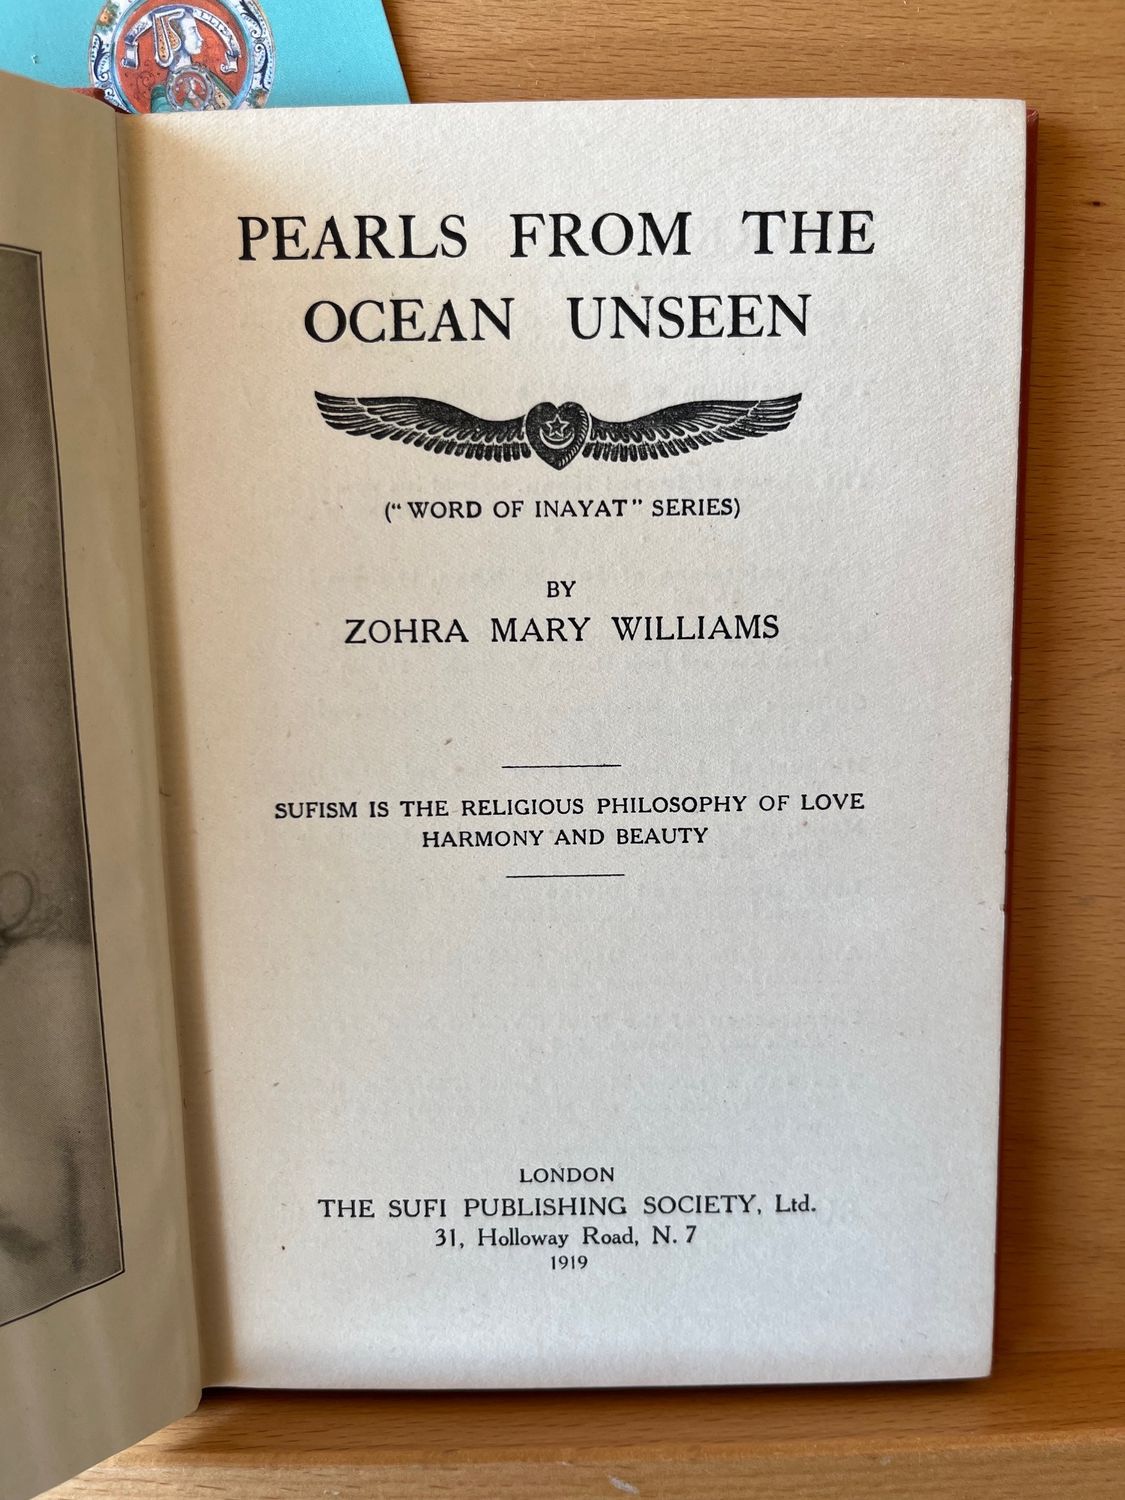 PEARLS FROM THE
OCEAN UNSEEN
("WORD OF INAYAT" SERIES)
BY
ZOHRA MARY WILLIAMS
SUFISM IS THE RELIGIOUS PHILOSOPHY OF LOVE
HARMONY AND BEAUTY
LONDON
THE SUFI PUBLISHING SOCIETY, Ltd.
31, Holloway Road, N. 7
1919